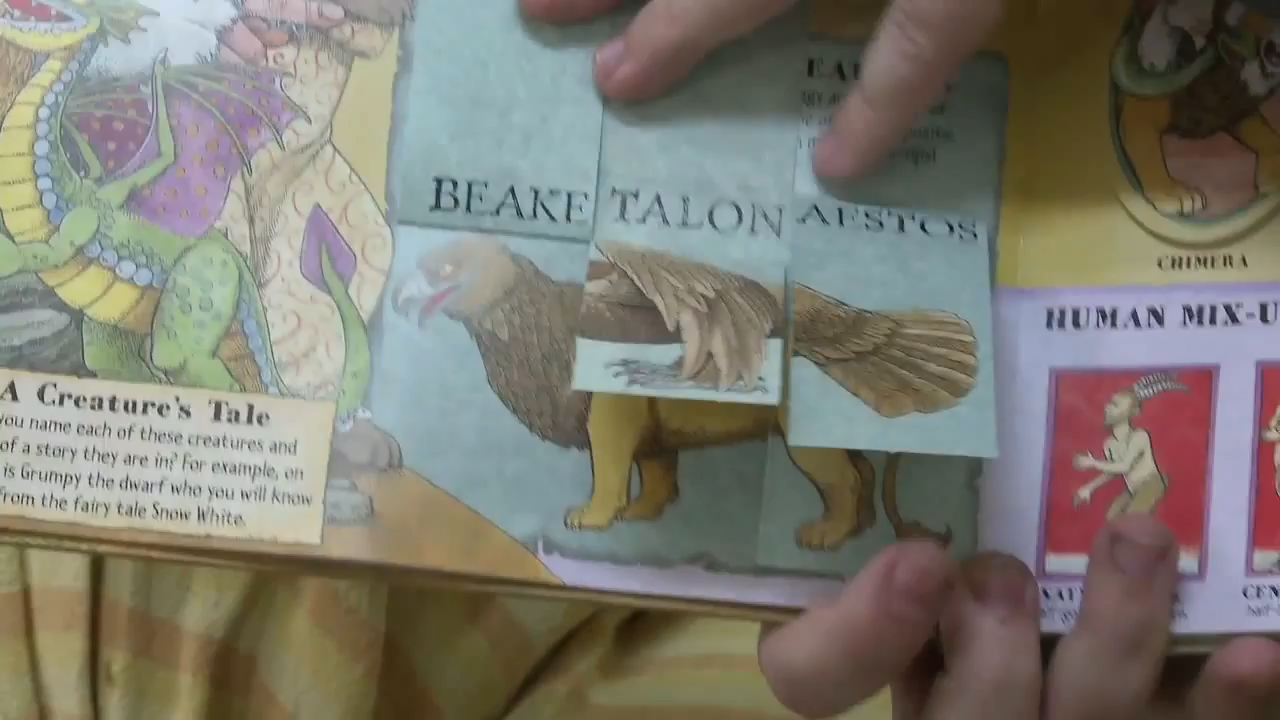 BEAKE TALON AESTOS
CHIMERA
HUMAN MIX-U
A Creature's Tale
you name each of these creatures and
of a story they are in? For example, on
is Grumpy the dwarf who you will know
from the fairy tale Snow White.